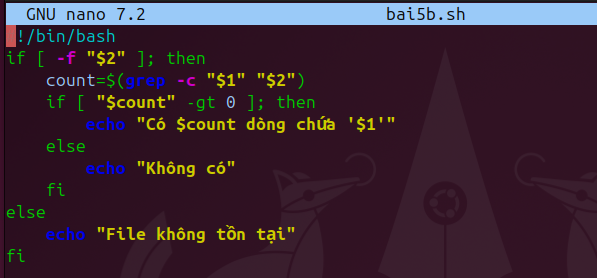 GNU nano 7.2 bai5b.sh
#!/bin/bash
if [ -f "$2" ]; then
    count=$(grep -c "$1" "$2")
    if [ "$count" -gt 0 ]; then
        echo "Có $count dòng chứa '$1'"
    else
        echo "Không có"
    fi
else
    echo "File không tồn tại"
fi